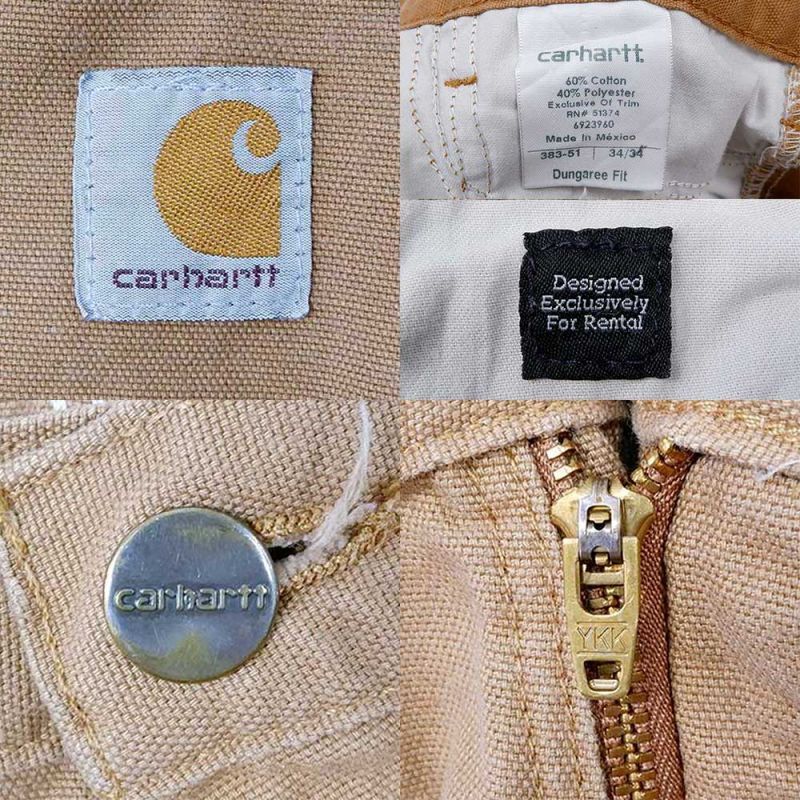 carhartt
carhartt.
60% Cotton
40% Polyester
Exclusive Of Trim
RN# 51374
6923960
Made In México
383-51 | 34/34
Dungaree Fit
Designed
Exclusively
For Rental
carhartt
YKK